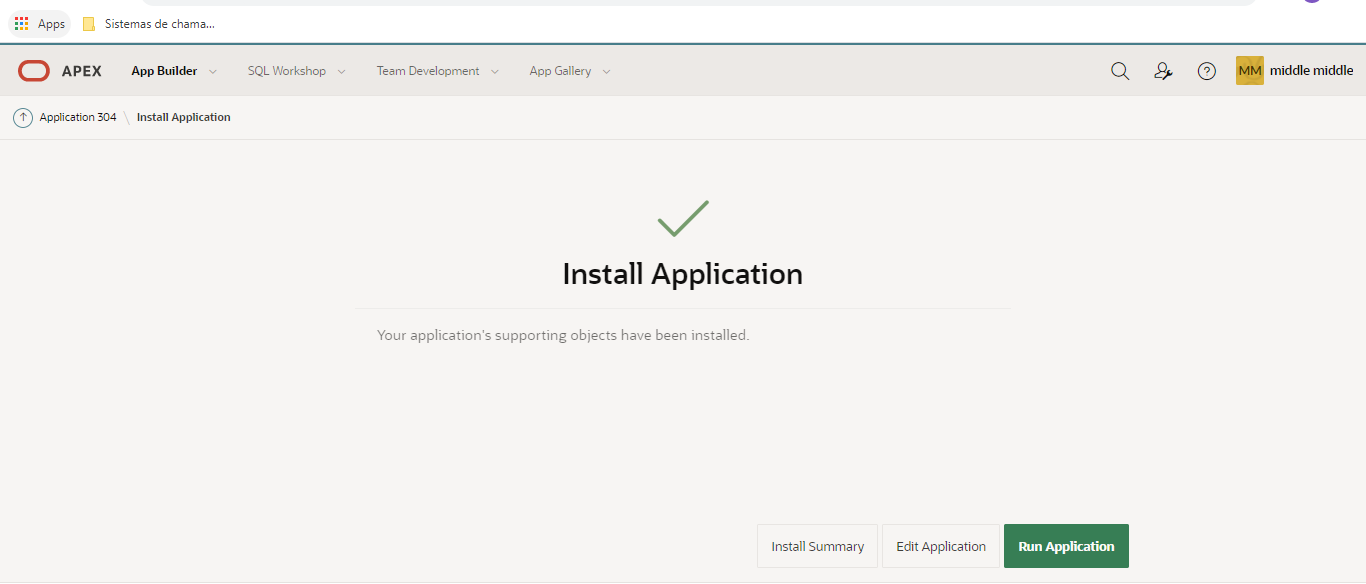 Apps Sistemas de chama...
APEX App Builder SQL Workshop Team Development App Gallery MM middle middle
Application 304 \ Install Application
Install Application
Your application's supporting objects have been installed.
Install Summary Edit Application Run Application